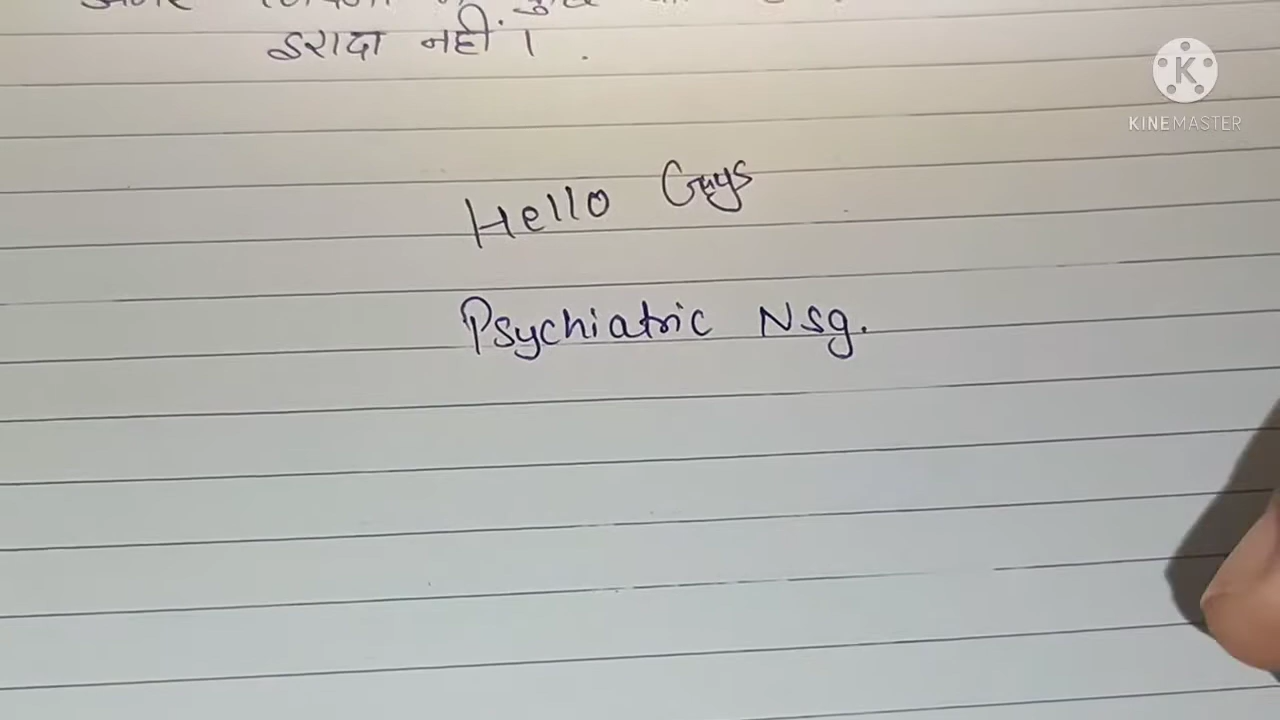 इरादा नहीं ।
Hello Guys
Psychiatric Nsg.
K
KINEMASTER